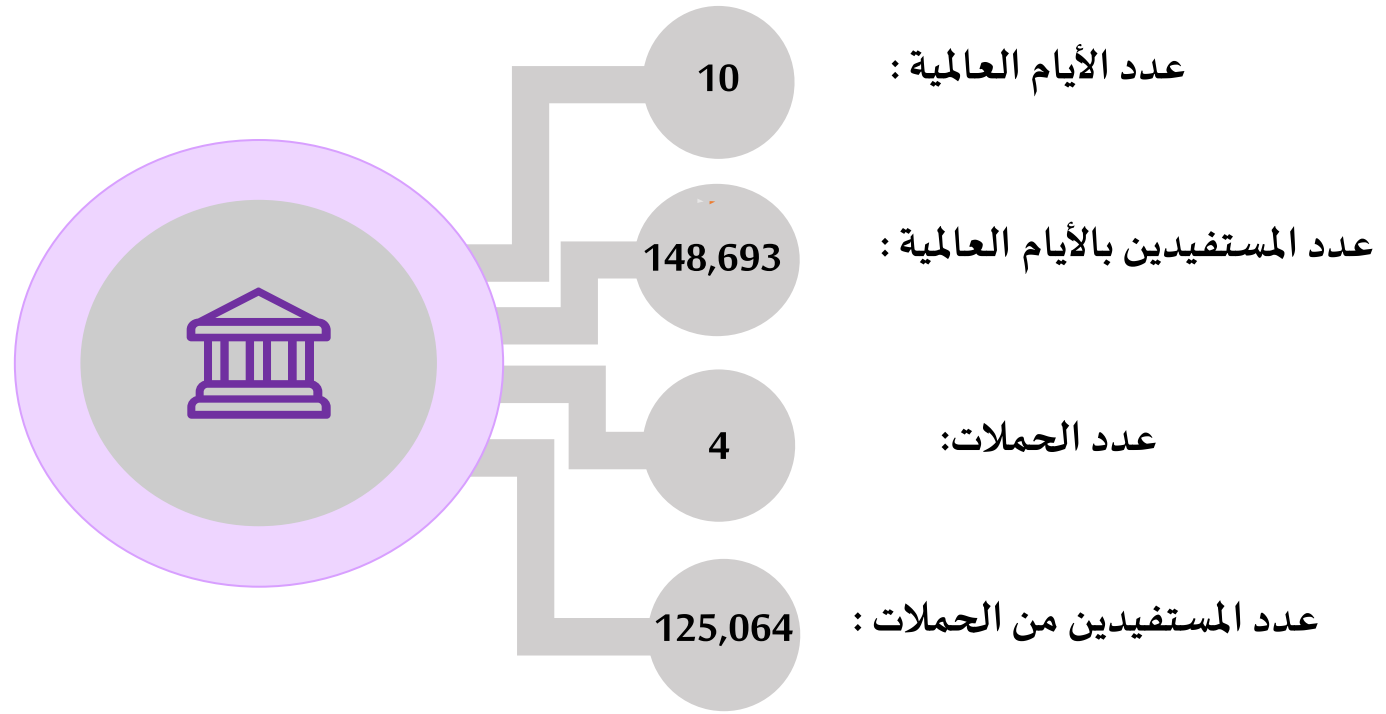 عدد الأيام العالمية :
10
عدد المستفيدين بالأيام العالمية :
148,693
عدد الحملات:
4
عدد المستفيدين من الحملات :
125,064